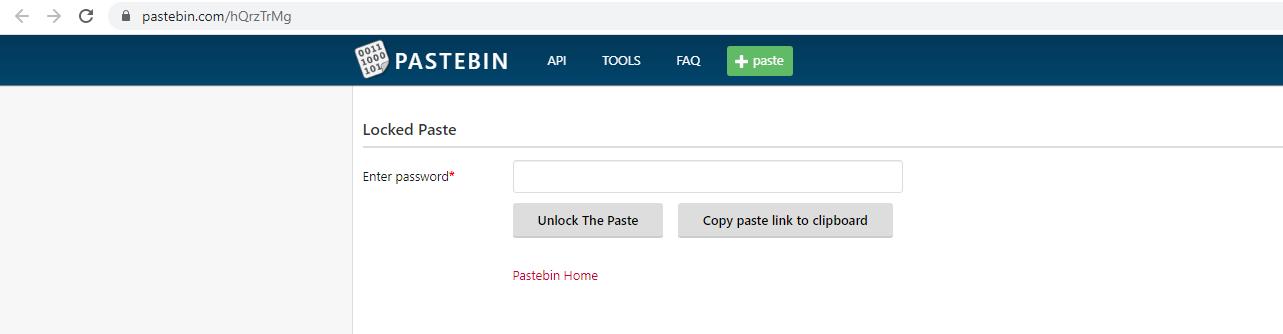 pastebin.com/hQrzTrMg
0011
1000
101
PASTEBIN API TOOLS FAQ + paste
Locked Paste
Enter password*
Unlock The Paste Copy paste link to clipboard
Pastebin Home